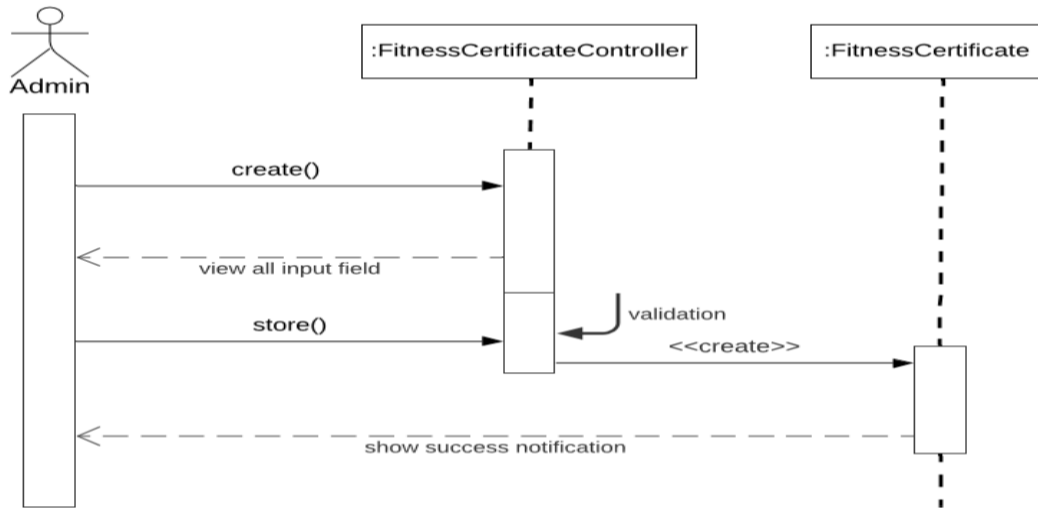 :FitnessCertificateController
:FitnessCertificate
Admin
create()
view all input field
validation
store()
<<create>>
show success notification